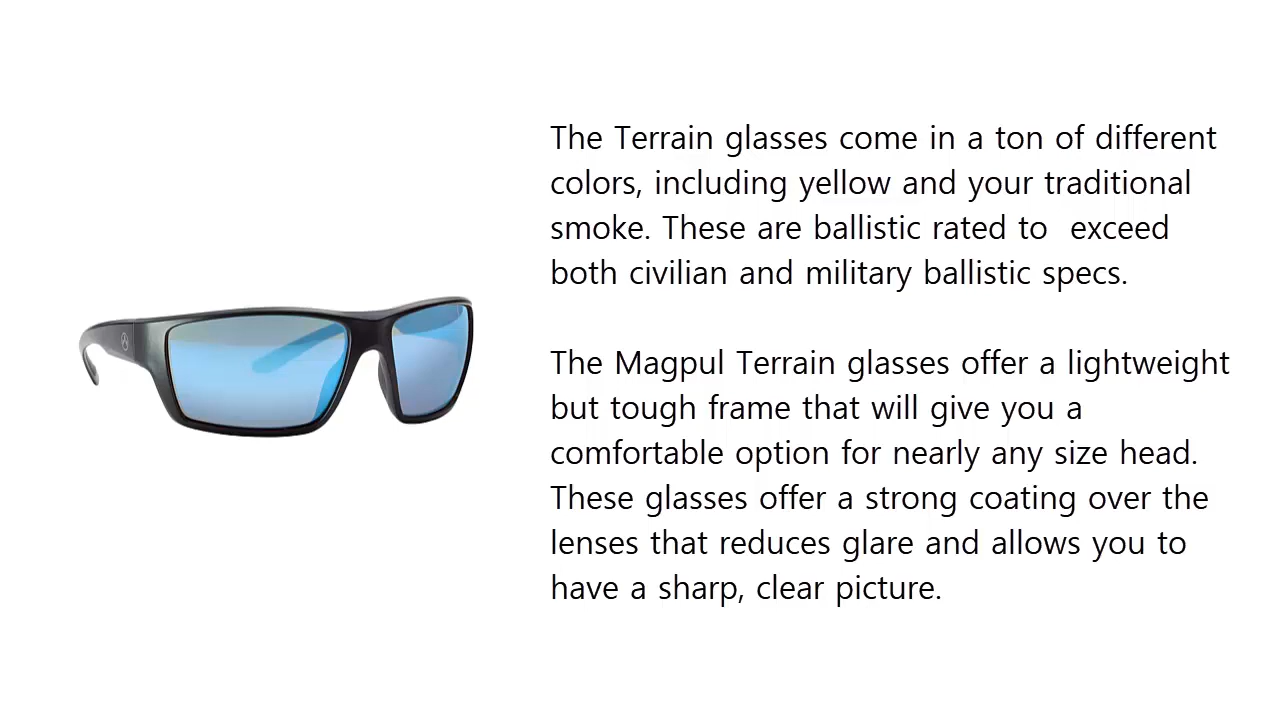 The Terrain glasses come in a ton of different
colors, including yellow and your traditional
smoke. These are ballistic rated to  exceed
both civilian and military ballistic specs.
The Magpul Terrain glasses offer a lightweight
but tough frame that will give you a
comfortable option for nearly any size head.
These glasses offer a strong coating over the
lenses that reduces glare and allows you to
have a sharp, clear picture.